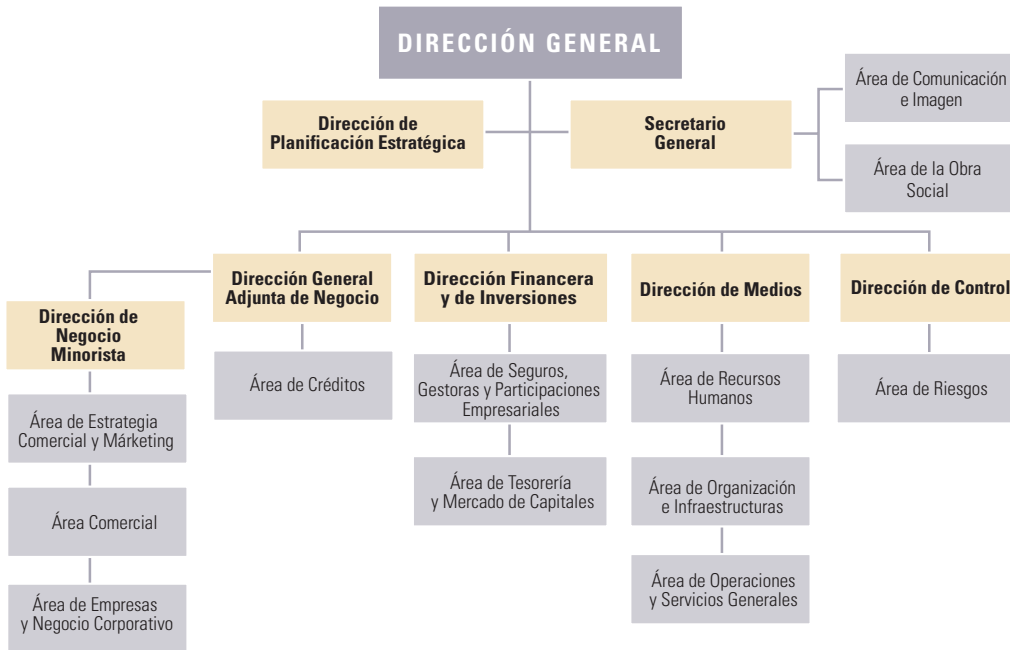 DIRECCIÓN GENERAL
Área de Comunicación
e Imagen
Dirección de
Planificación Estratégica
Secretario
General
Área de la Obra
Social
Dirección General
Adjunta de Negocio
Dirección Financiera
y de Inversiones
Dirección de Medios
Dirección de Control
Dirección de
Negocio
Minorista
Área de Créditos
Área de Seguros,
Gestoras y Participaciones
Empresariales
Área de Recursos
Humanos
Área de Riesgos
Área de Estrategia
Comercial y Márketing
Área de Tesorería
y Mercado de Capitales
Área de Organización
e Infraestructuras
Área Comercial
Área de Operaciones
y Servicios Generales
Área de Empresas
y Negocio Corporativo